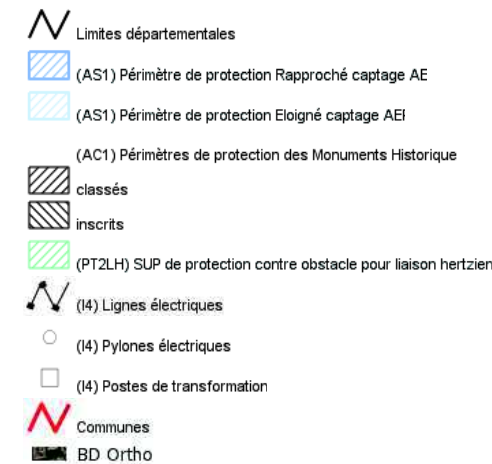 Limites départementales
(AS1) Périmètre de protection Rapproché captage AE
(AS1) Périmètre de protection Eloigné captage AEI
(AC1) Périmètres de protection des Monuments Historique
classés
inscrits
(PT2LH) SUP de protection contre obstacle pour liaison hertzien
(I4) Lignes électriques
(I4) Pylones électriques
(I4) Postes de transformation
Communes
BD Ortho